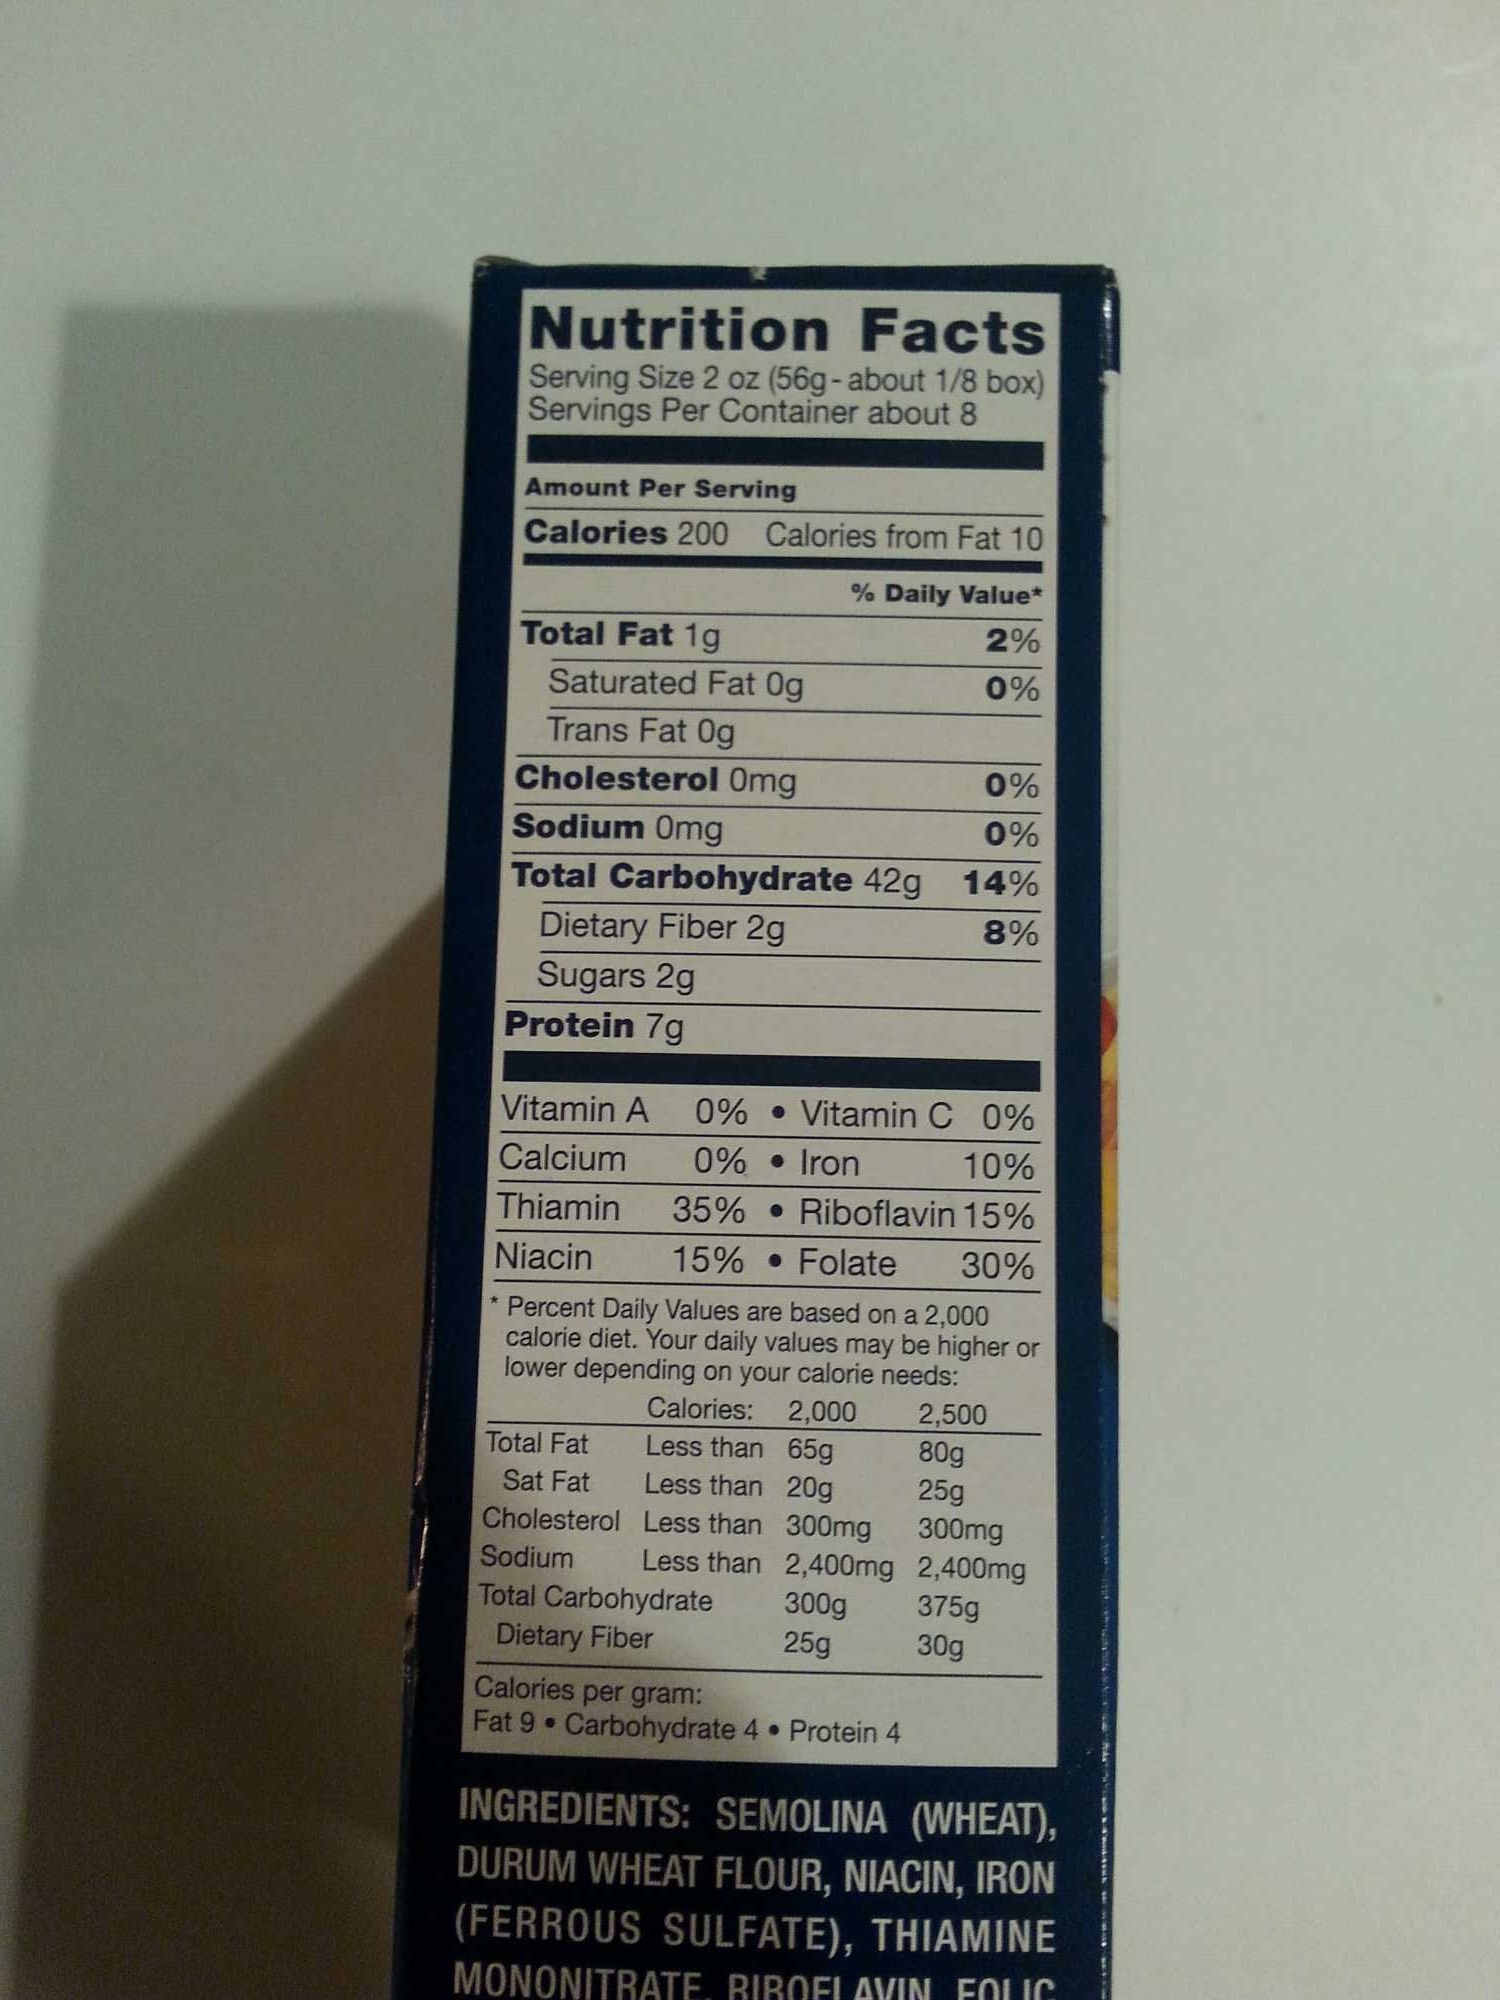 Nutrition Facts
Serving Size 2 oz (56g - about 1/8 box)
Servings Per Container about 8
Amount Per Serving
Calories 200 Calories from Fat 10
% Daily Value*
Total Fat 1g 2%
Saturated Fat 0g 0%
Trans Fat 0g
Cholesterol 0mg 0%
Sodium 0mg 0%
Total Carbohydrate 42g 14%
Dietary Fiber 2g 8%
Sugars 2g
Protein 7g
Vitamin A 0% • Vitamin C 0%
Calcium 0% • Iron 10%
Thiamin 35% • Riboflavin 15%
Niacin 15% • Folate 30%
* Percent Daily Values are based on a 2,000
calorie diet. Your daily values may be higher or
lower depending on your calorie needs:
Calories: 2,000 2,500
Total Fat Less than 65g 80g
Sat Fat Less than 20g 25g
Cholesterol Less than 300mg 300mg
Sodium Less than 2,400mg 2,400mg
Total Carbohydrate 300g 375g
Dietary Fiber 25g 30g
Calories per gram:
Fat 9 • Carbohydrate 4 • Protein 4
INGREDIENTS: SEMOLINA (WHEAT),
DURUM WHEAT FLOUR, NIACIN, IRON
(FERROUS SULFATE), THIAMINE
MONONITRATE, RIBOFLAVIN, FOLIC